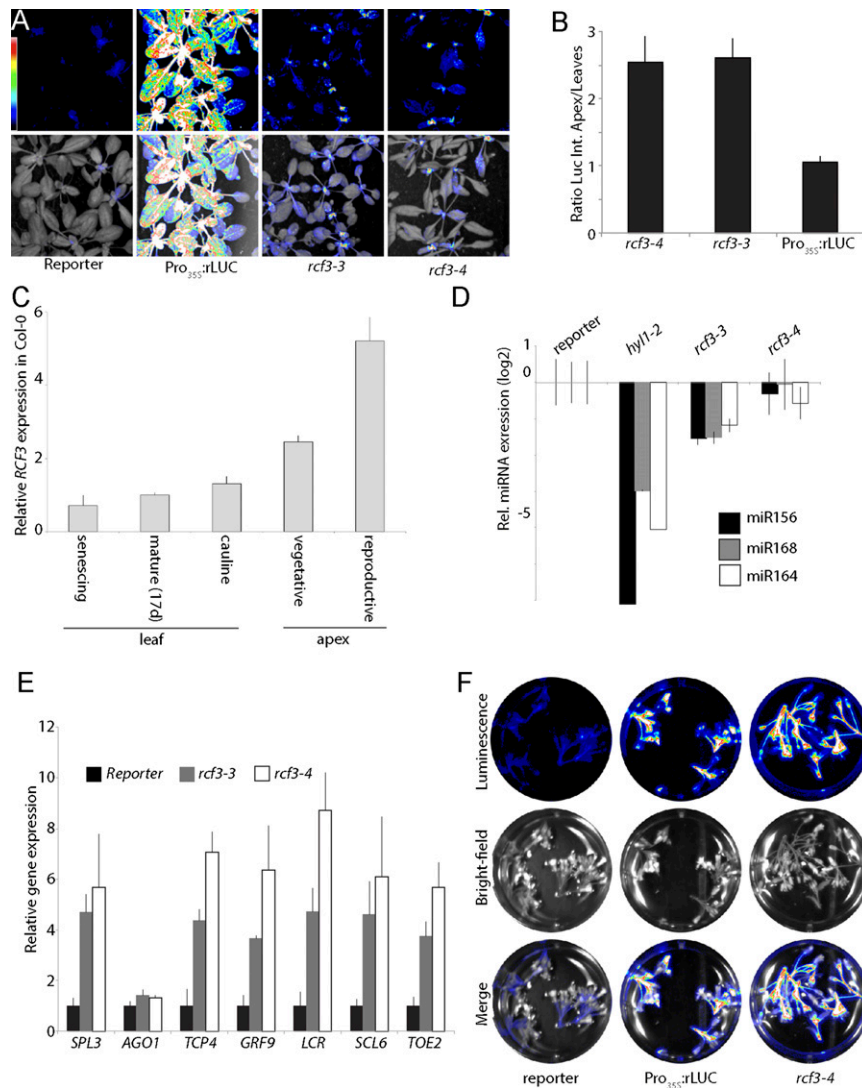 A
Reporter Pro35S:rLUC rcf3-3 rcf3-4
B
Ratio Luc Int. Apex/Leaves
3
2
1
0
rcf3-4 rcf3-3 Pro35S:rLUC
C
Relative RCF3 expression in Col-0
6
4
2
0
senescing mature (17d) cauline vegetative reproductive
leaf apex
D
reporter hyl1-2 rcf3-3 rcf3-4
Rel. miRNA exression (log2)
1
0
-5
miR156
miR168
miR164
E
Relative gene expression
12
10
8
6
4
2
0
Reporter rcf3-3 rcf3-4
SPL3 AGO1 TCP4 GRF9 LCR SCL6 TOE2
F
Luminescence
Bright-field
Merge
reporter Pro35S:rLUC rcf3-4